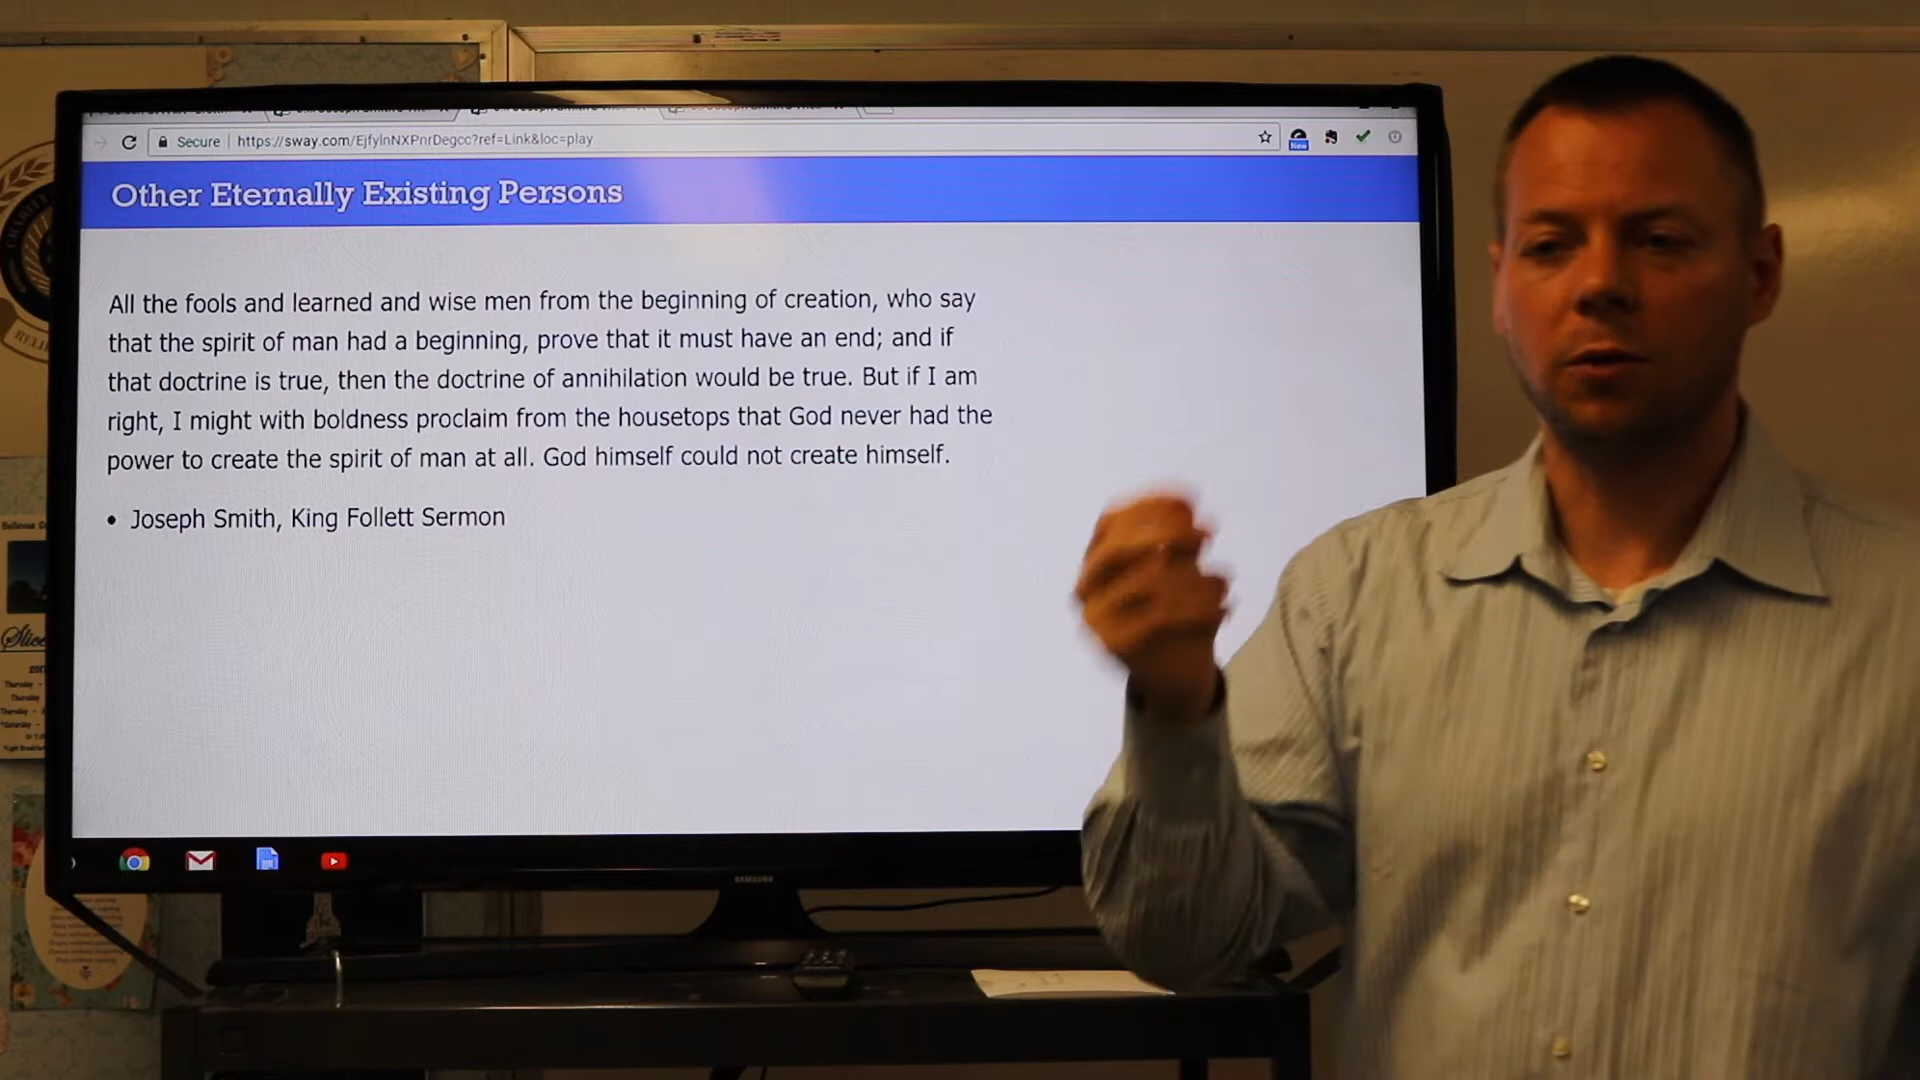 Secure https://sway.com/EjfylnNXPnrDegcc?ref=Link&loc=play
New
Other Eternally Existing Persons
All the fools and learned and wise men from the beginning of creation, who say
that the spirit of man had a beginning, prove that it must have an end; and if
that doctrine is true, then the doctrine of annihilation would be true. But if I am
right, I might with boldness proclaim from the housetops that God never had the
power to create the spirit of man at all. God himself could not create himself.
• Joseph Smith, King Follett Sermon
SAMSUNG